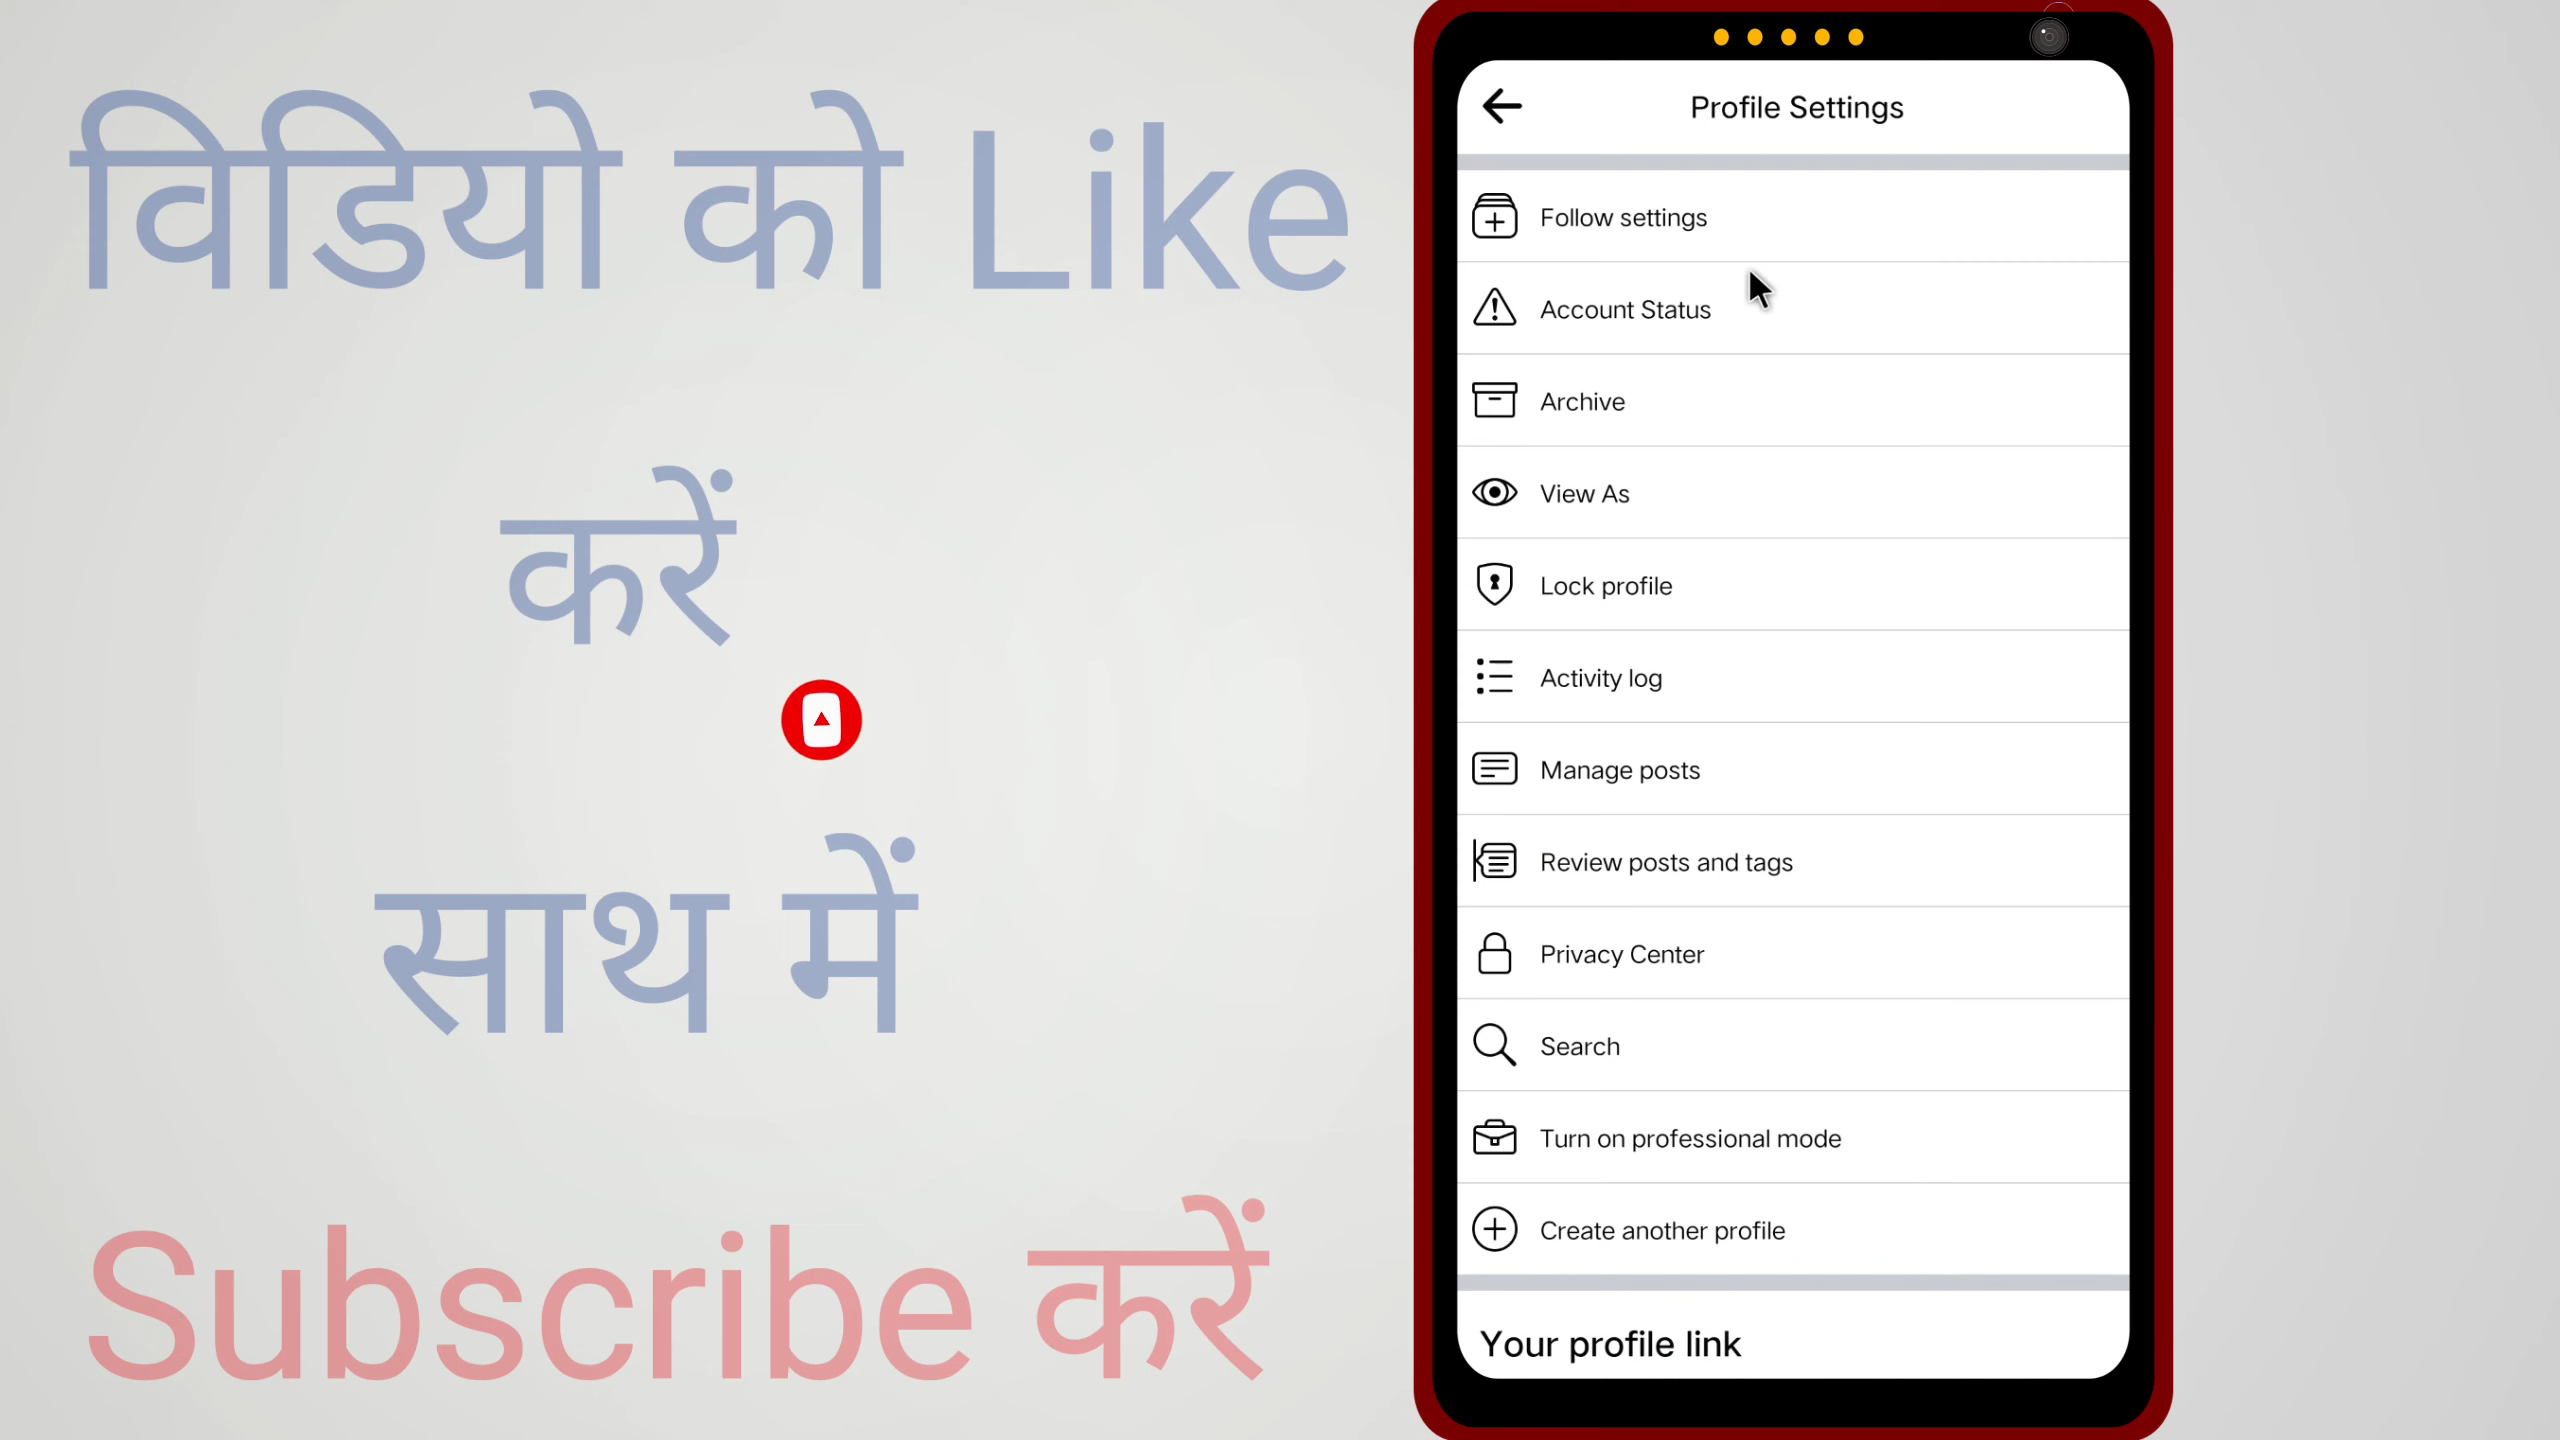 विडियो को Like
करें
साथ में
Subscribe करें
Profile Settings
Follow settings
Account Status
Archive
View As
Lock profile
Activity log
Manage posts
Review posts and tags
Privacy Center
Search
Turn on professional mode
Create another profile
Your profile link